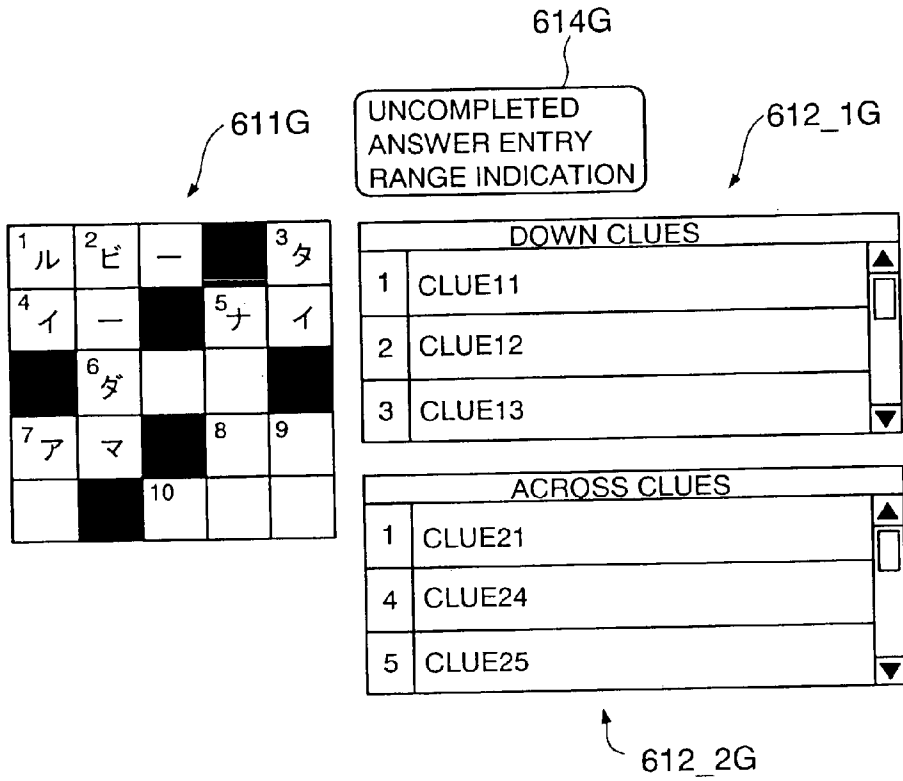 614G
UNCOMPLETED
ANSWER ENTRY
RANGE INDICATION
611G
612_1G
1 ル 2 ビ ー 3 タ
4 イ ー 5 ナ イ
6 ダ
7 ア マ 8 9
10
DOWN CLUES
1 CLUE11
2 CLUE12
3 CLUE13
ACROSS CLUES
1 CLUE21
4 CLUE24
5 CLUE25
612_2G